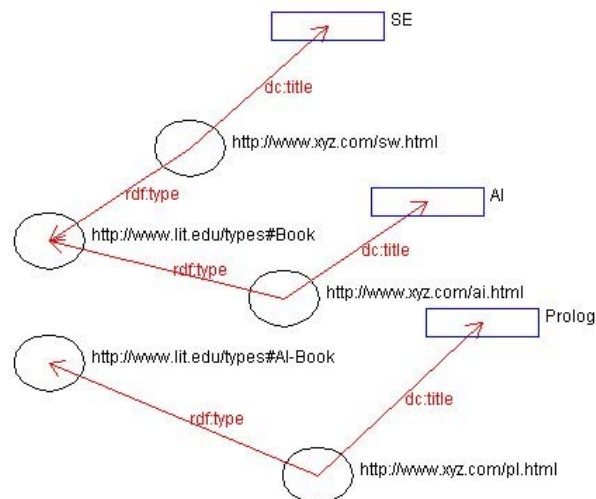 SE
dc:title
http://www.xyz.com/sw.html
rdf:type
AI
http://www.lit.edu/types#Book
dc:title
rdf:type
http://www.xyz.com/ai.html
Prolog
http://www.lit.edu/types#AI-Book
dc:title
rdf:type
http://www.xyz.com/pl.html